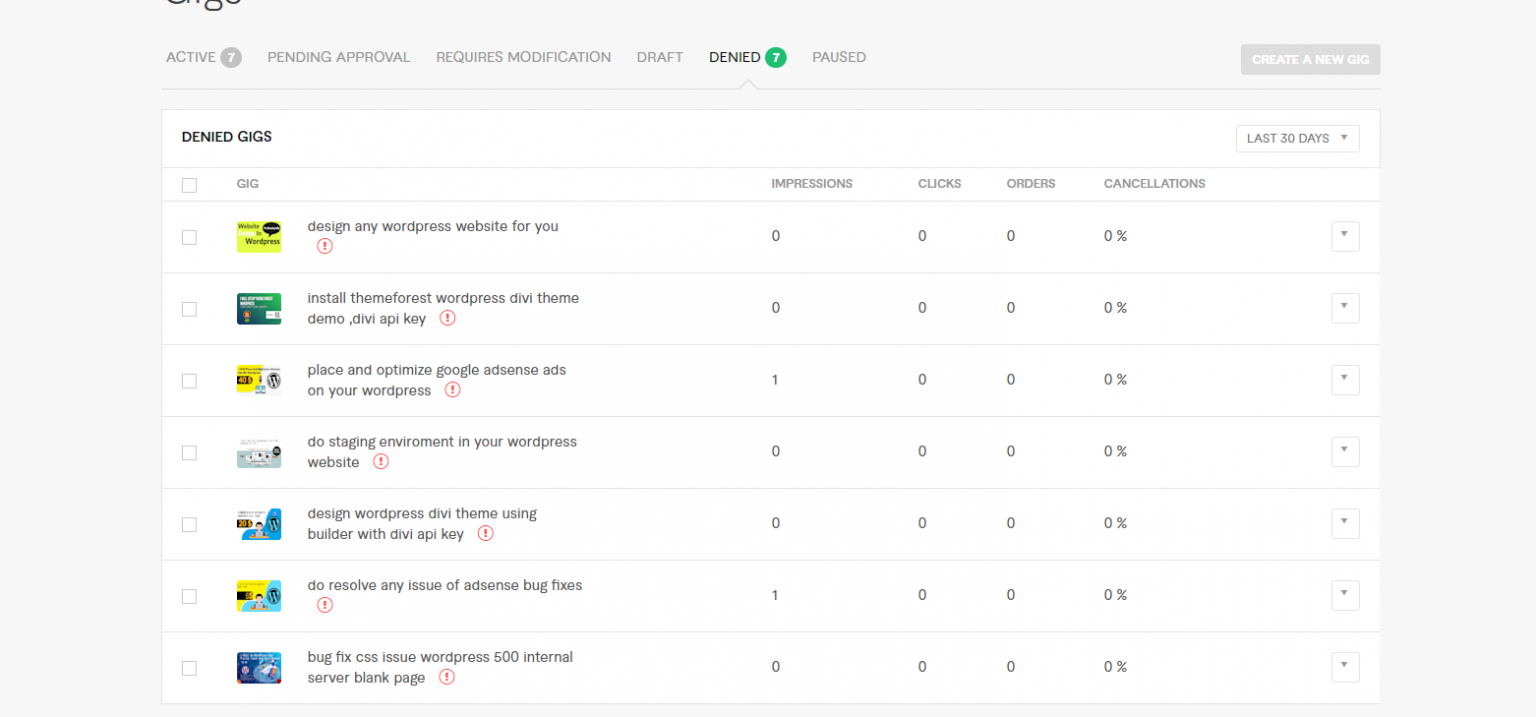 Gigs
ACTIVE 7 PENDING APPROVAL REQUIRES MODIFICATION DRAFT DENIED 7 PAUSED CREATE A NEW GIG
DENIED GIGS LAST 30 DAYS
GIG IMPRESSIONS CLICKS ORDERS CANCELLATIONS
Website
In
Wordpress
design any wordpress website for you
0 0 0 0 %
install themeforest wordpress divi theme
demo ,divi api key
0 0 0 0 %
40$
place and optimize google adsense ads
on your wordpress
1 0 0 0 %
do staging enviroment in your wordpress
website
0 0 0 0 %
20$
design wordpress divi theme using
builder with divi api key
0 0 0 0 %
do resolve any issue of adsense bug fixes
1 0 0 0 %
bug fix css issue wordpress 500 internal
server blank page
0 0 0 0 %